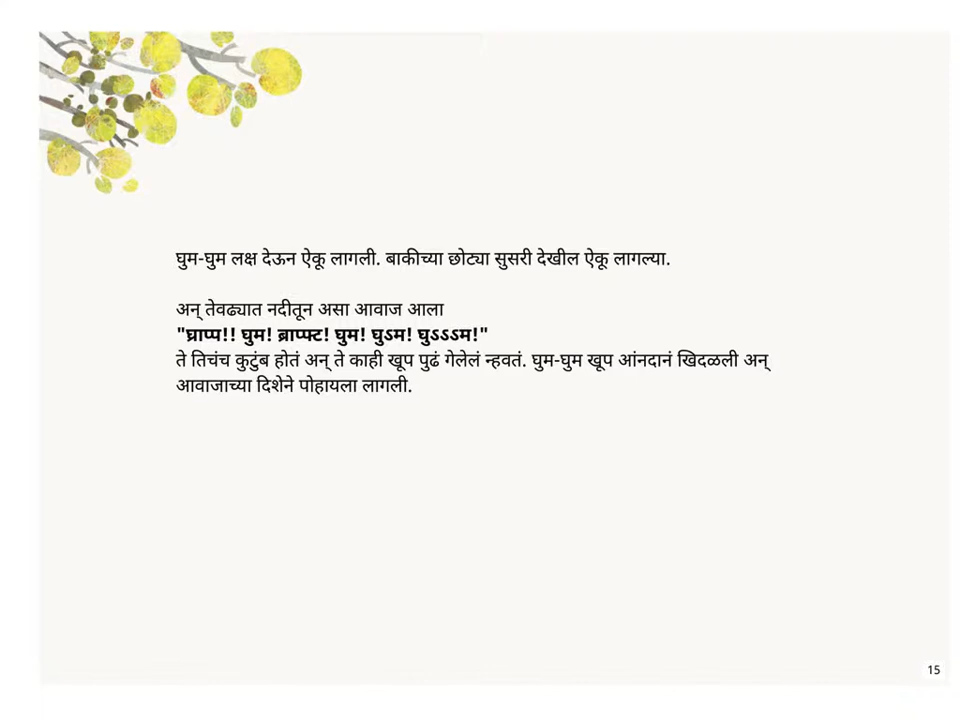 घुम-घुम लक्ष देऊन ऐकू लागली. बाकीच्या छोट्या सुसरी देखील ऐकू लागल्या.
अन् तेवढ्यात नदीतून असा आवाज आला
"घ्राप्प!! घुम! ब्राप्फ्ट! घुम! घुऽम! घुऽऽऽम!"
ते तिचंच कुटुंब होतं अन् ते काही खूप पुढं गेलेलं न्हवतं. घुम-घुम खूप आंनदानं खिदळली अन्
आवाजाच्या दिशेने पोहायला लागली.
15